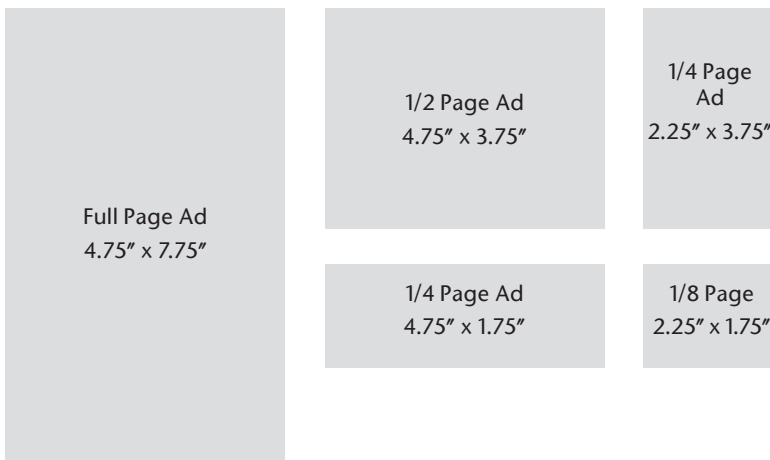 Full Page Ad
4.75″ x 7.75″
1/2 Page Ad
4.75″ x 3.75″
1/4 Page
Ad
2.25″ x 3.75″
1/4 Page Ad
4.75″ x 1.75″
1/8 Page
2.25″ x 1.75″